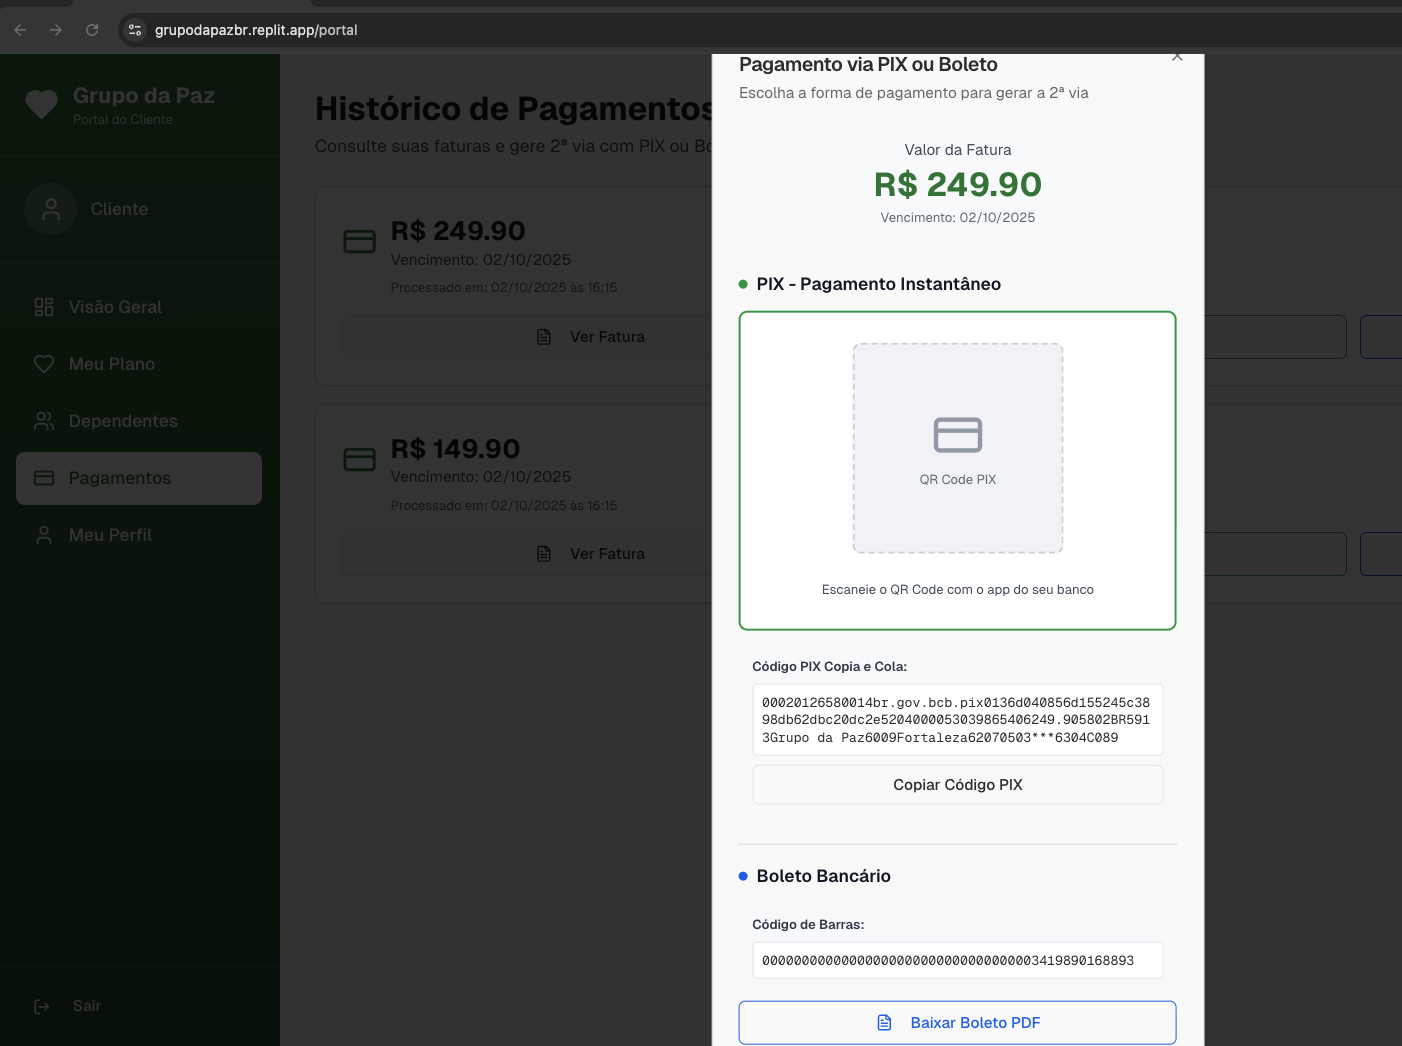 grupodapazbr.replit.app/portal
Grupo da Paz
Portal do Cliente
Cliente
Visão Geral
Meu Plano
Dependentes
Pagamentos
Meu Perfil
Sair
Histórico de Pagamentos
Consulte suas faturas e gere 2ª via com PIX ou Bo
R$ 249.90
Vencimento: 02/10/2025
Processado em: 02/10/2025 às 16:15
Ver Fatura
R$ 149.90
Vencimento: 02/10/2025
Processado em: 02/10/2025 às 16:15
Ver Fatura
Pagamento via PIX ou Boleto
Escolha a forma de pagamento para gerar a 2ª via
Valor da Fatura
R$ 249.90
Vencimento: 02/10/2025
PIX - Pagamento Instantâneo
QR Code PIX
Escaneie o QR Code com o app do seu banco
Código PIX Copia e Cola:
00020126580014br.gov.bcb.pix0136d040856d155245c38
98db62dbc20dc2e5204000053039865406249.905802BR591
3Grupo da Paz6009Fortaleza62070503***6304C089
Copiar Código PIX
Boleto Bancário
Código de Barras:
00000000000000000000000000000000003419890168893
Baixar Boleto PDF